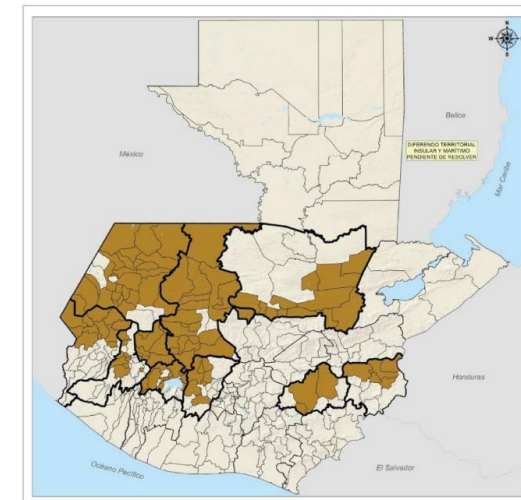 N
W
E
S
Belice
DIFERENDO TERRITORIAL
INSULAR Y MARÍTIMO
PENDIENTE DE RESOLVER
México
Mar Caribe
Honduras
El Salvador
Océano Pacífico